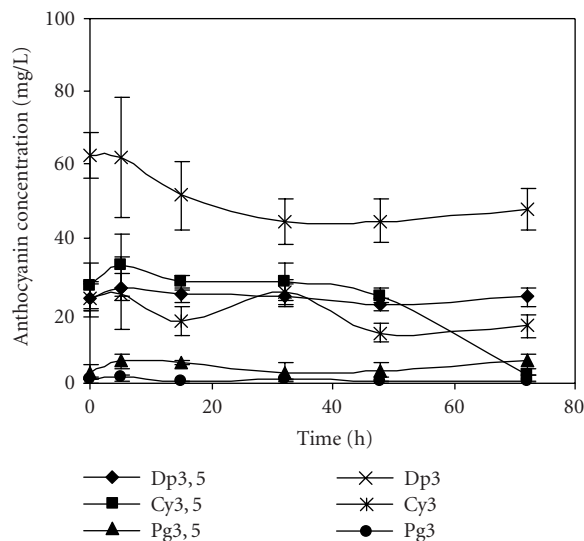 100
80
60
40
20
0
Anthocyanin concentration (mg/L)
0 20 40 60 80
Time (h)
Dp3, 5 Dp3
Cy3, 5 Cy3
Pg3, 5 Pg3